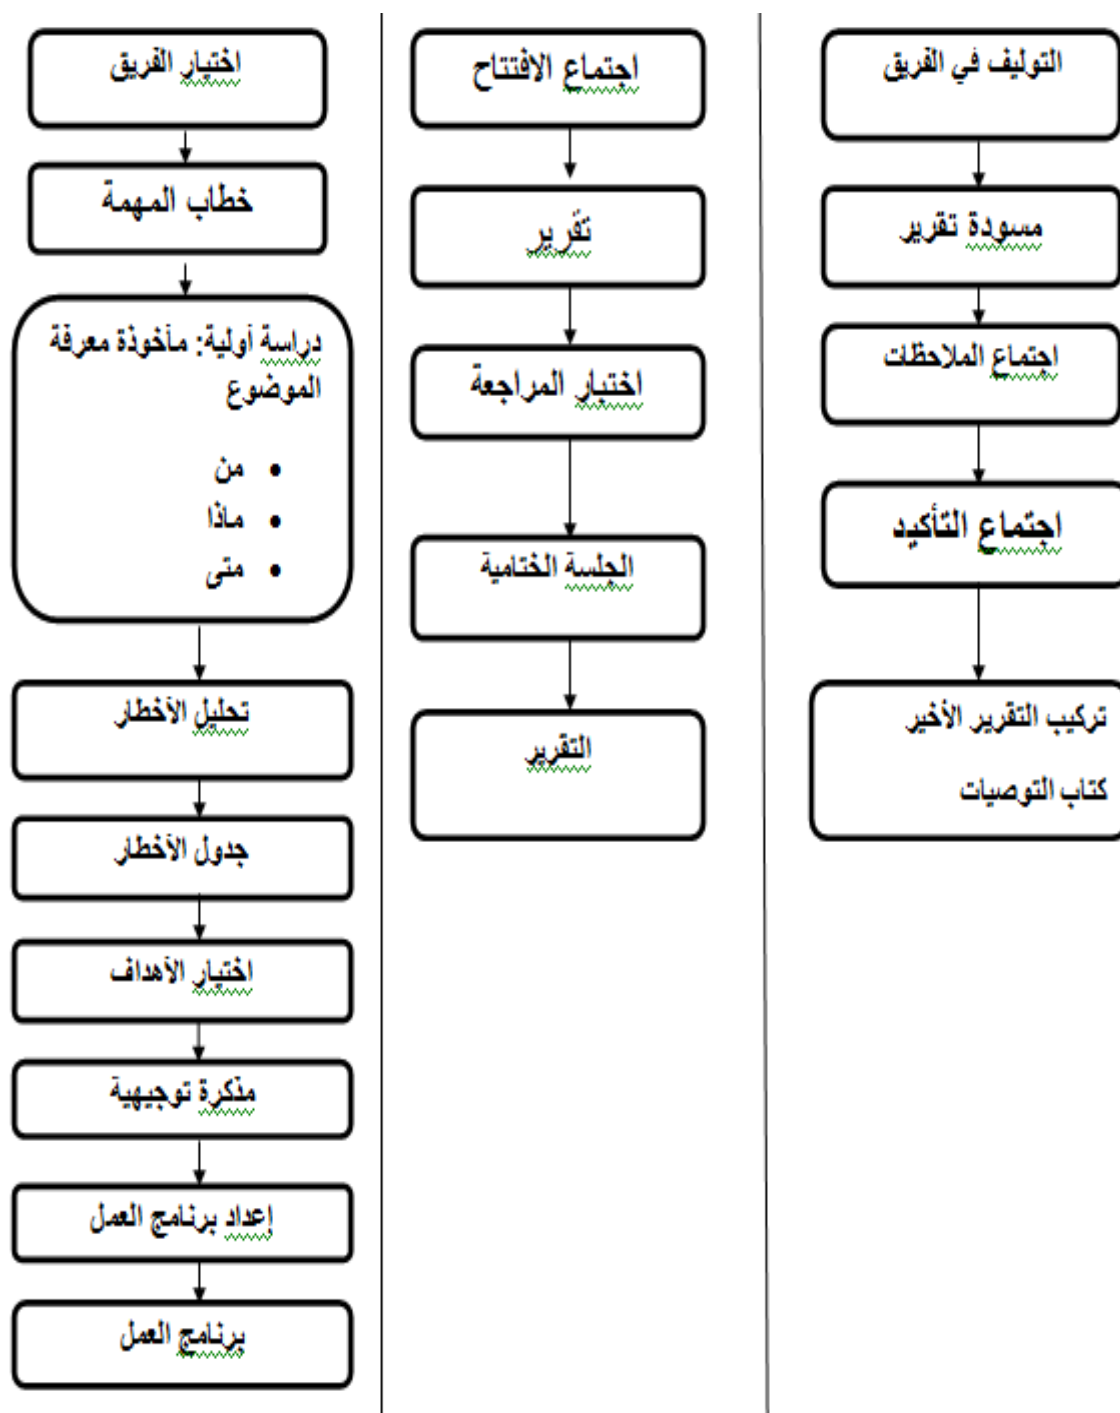 اختيار الفريق
خطاب المهمة
دراسة أولية: مأخوذة معرفة
الموضوع
• من
• ماذا
• متى
تحليل الأخطار
جدول الأخطار
اختيار الأهداف
مذكرة توجيهية
إعداد برنامج العمل
برنامج العمل
اجتماع الافتتاح
تقرير
اختبار المراجعة
الجلسة الختامية
التقرير
التوليف في الفريق
مسودة تقرير
اجتماع الملاحظات
اجتماع التأكيد
تركيب التقرير الأخير
كتاب التوصيات